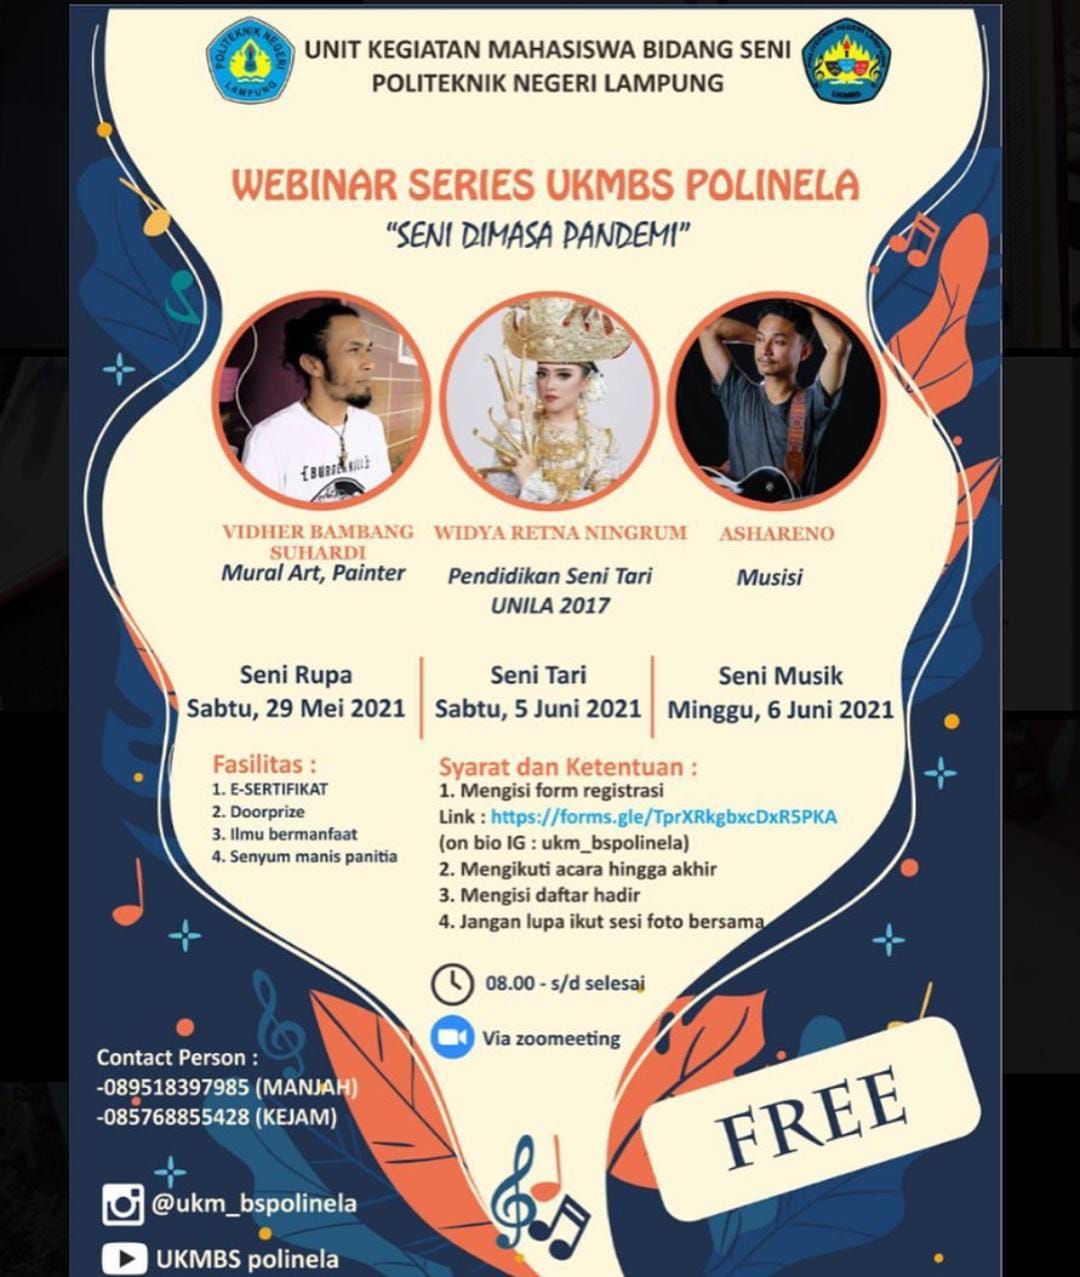 POLITEKNIK NEGERI
LAMPUNG
UNIT KEGIATAN MAHASISWA BIDANG SENI
POLITEKNIK NEGERI LAMPUNG
UKMBS
WEBINAR SERIES UKMBS POLINELA
"SENI DIMASA PANDEMI"
VIDHER BAMBANG
SUHARDI
Mural Art, Painter
WIDYA RETNA NINGRUM
Pendidikan Seni Tari
UNILA 2017
ASHARENO
Musisi
Seni Rupa
Sabtu, 29 Mei 2021
Seni Tari
Sabtu, 5 Juni 2021
Seni Musik
Minggu, 6 Juni 2021
Fasilitas :
1. E-SERTIFIKAT
2. Doorprize
3. Ilmu bermanfaat
4. Senyum manis panitia
Syarat dan Ketentuan :
1. Mengisi form registrasi
Link : https://forms.gle/TprXRkgbxcDxR5PKA
(on bio IG : ukm_bspolinela)
2. Mengikuti acara hingga akhir
3. Mengisi daftar hadir
4. Jangan lupa ikut sesi foto bersama
08.00 - s/d selesai
Via zoomeeting
Contact Person :
-089518397985 (MANJAH)
-085768855428 (KEJAM)
@ukm_bspolinela
UKMBS polinela
FREE